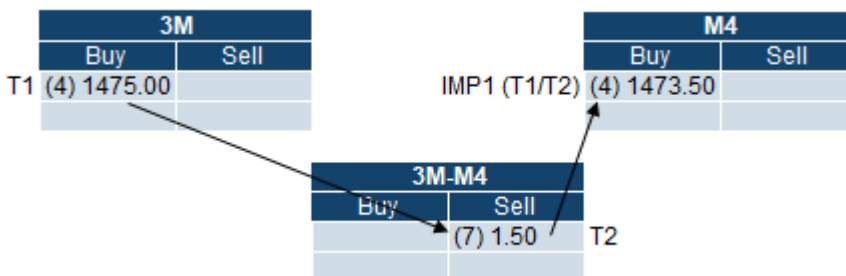 3M M4
Buy Sell Buy Sell
T1 (4) 1475.00 IMP1 (T1/T2) (4) 1473.50
3M-M4
Buy Sell
(7) 1.50 T2